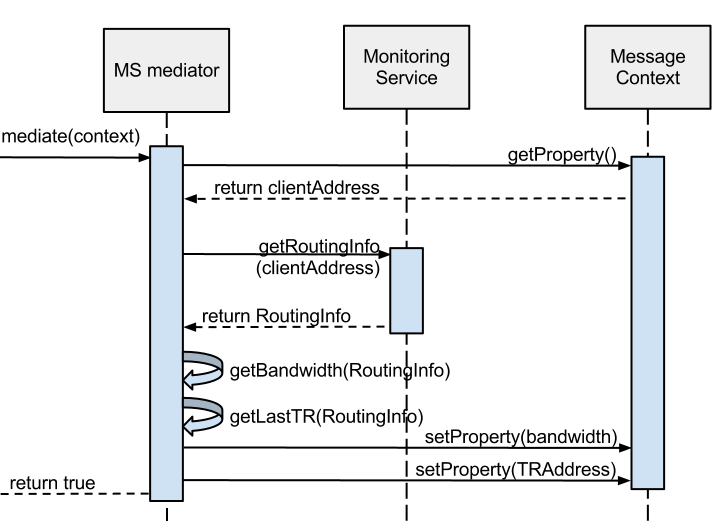 MS mediator
Monitoring
Service
Message
Context
mediate(context)
getProperty()
return clientAddress
getRoutingInfo
(clientAddress)
return RoutingInfo
getBandwidth(RoutingInfo)
getLastTR(RoutingInfo)
setProperty(bandwidth)
setProperty(TRAddress)
return true